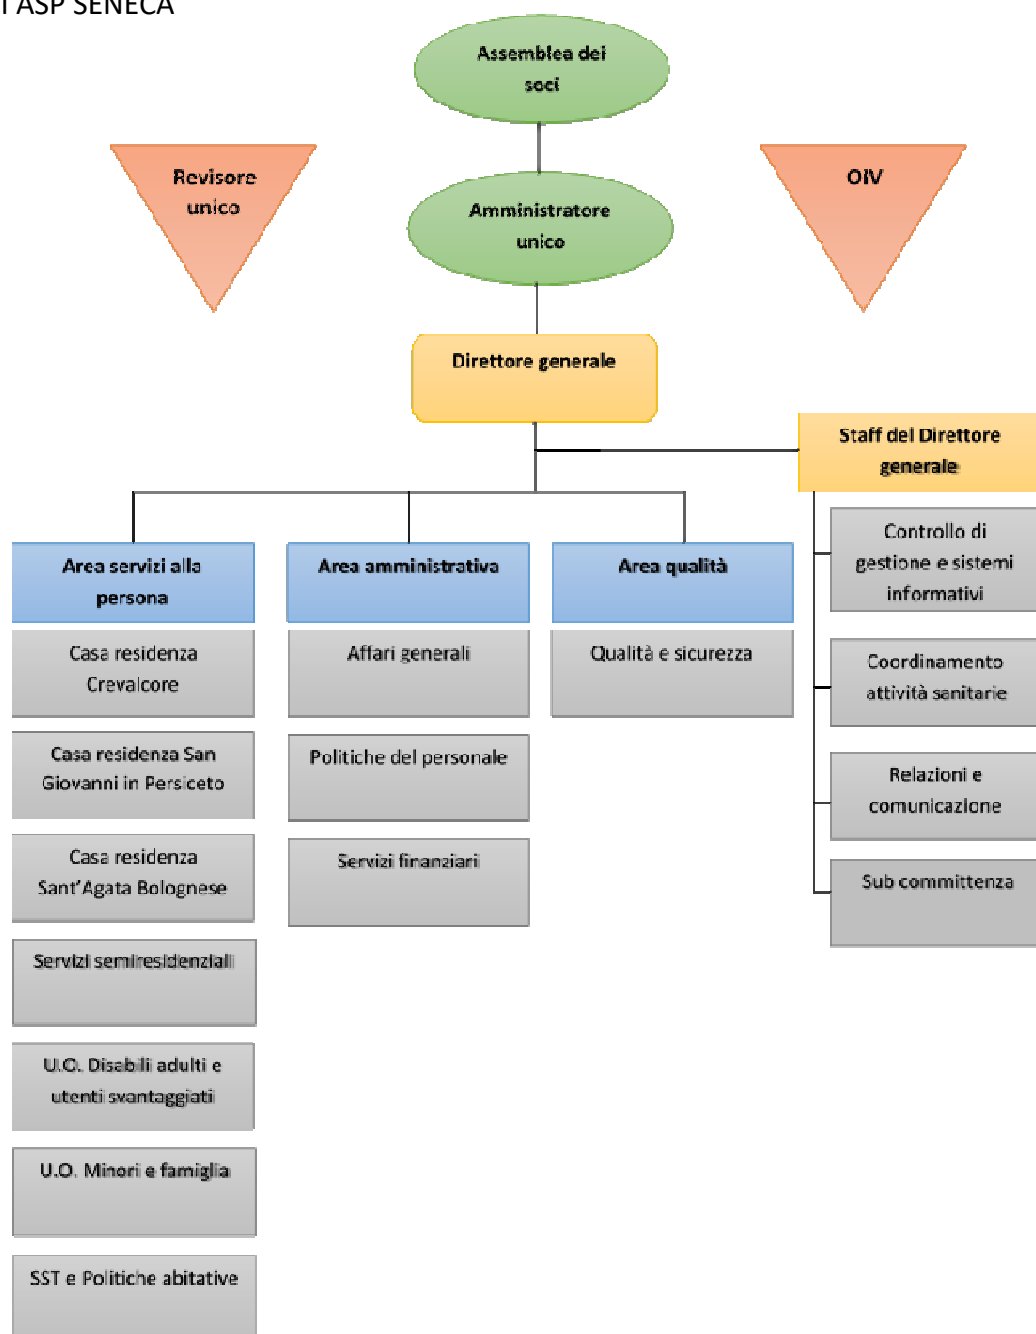 ASP SENECA
Assemblea dei
soci
Revisore
unico
OIV
Amministratore
unico
Direttore generale
Staff del Direttore
generale
Controllo di
gestione e sistemi
informativi
Coordinamento
attività sanitarie
Relazioni e
comunicazione
Sub committenza
Area servizi alla
persona
Casa residenza
Crevalcore
Casa residenza San
Giovanni in Persiceto
Casa residenza
Sant'Agata Bolognese
Servizi semiresidenziali
U.O. Disabili adulti e
utenti svantaggiati
U.O. Minori e famiglia
SST e Politiche abitative
Area amministrativa
Affari generali
Politiche del personale
Servizi finanziari
Area qualità
Qualità e sicurezza